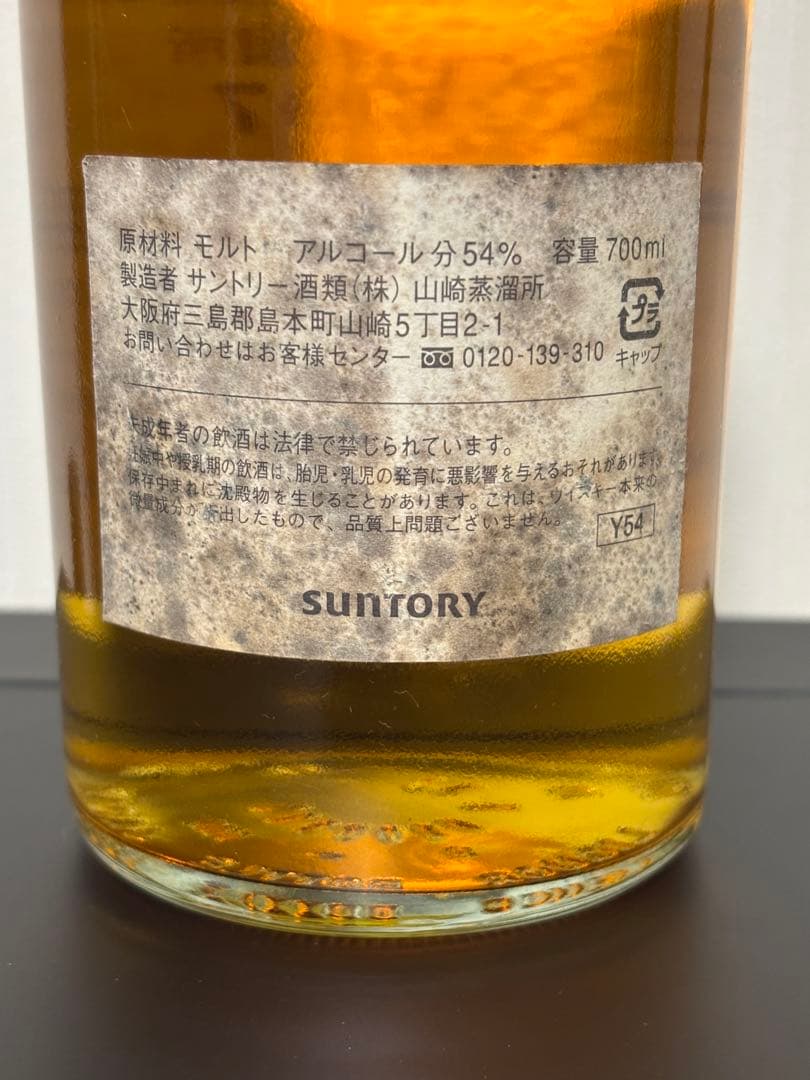 原材料 モルト アルコール分54% 容量700ml
製造者 サントリー酒類(株) 山崎蒸溜所
大阪府三島郡島本町山崎5丁目2-1
お問い合わせはお客様センター 0120-139-310
プラ
キャップ
未成年者の飲酒は法律で禁じられています。
妊娠中や授乳期の飲酒は、胎児・乳児の発育に悪影響を与えるおそれがあります。
保存中まれに沈殿物を生じることがあります。これは、ウイスキー本来の
微量成分が析出したもので、品質上問題ございません。
Y54
SUNTORY